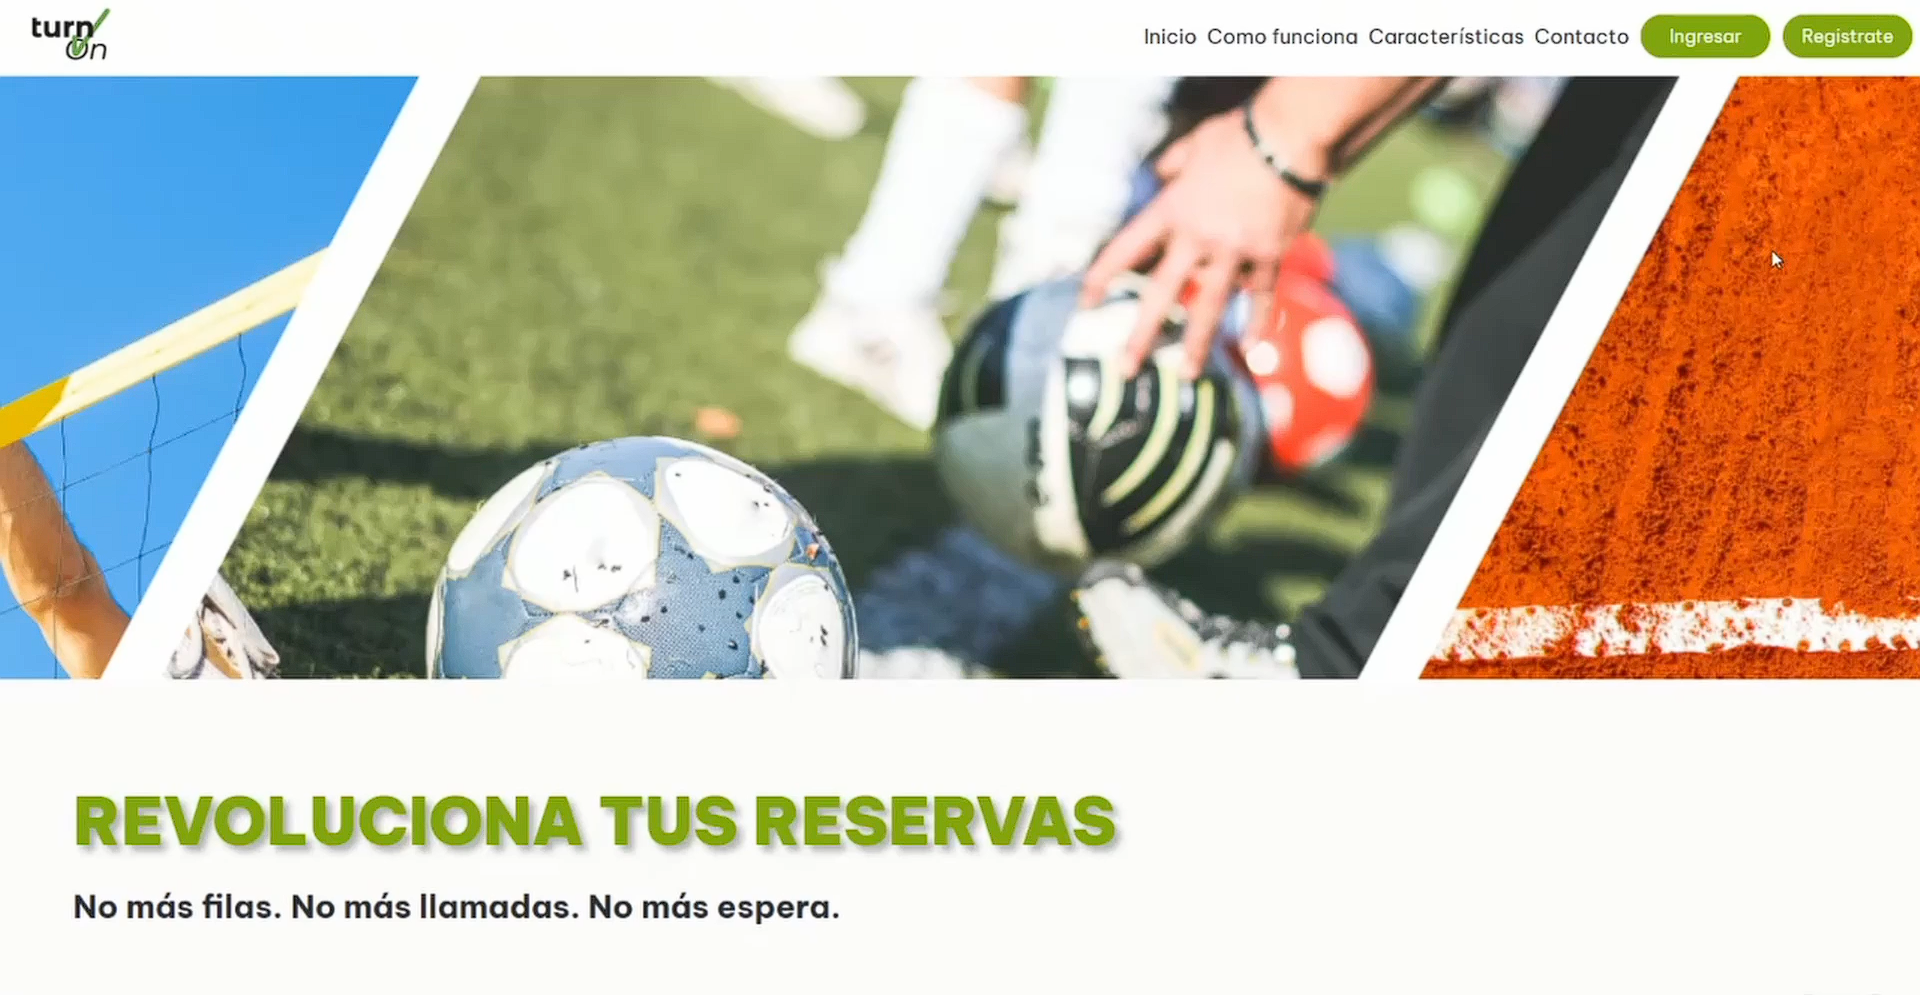 turn
On
Inicio Como funciona Características Contacto Ingresar Registrate
REVOLUCIONA TUS RESERVAS
No más filas. No más llamadas. No más espera.